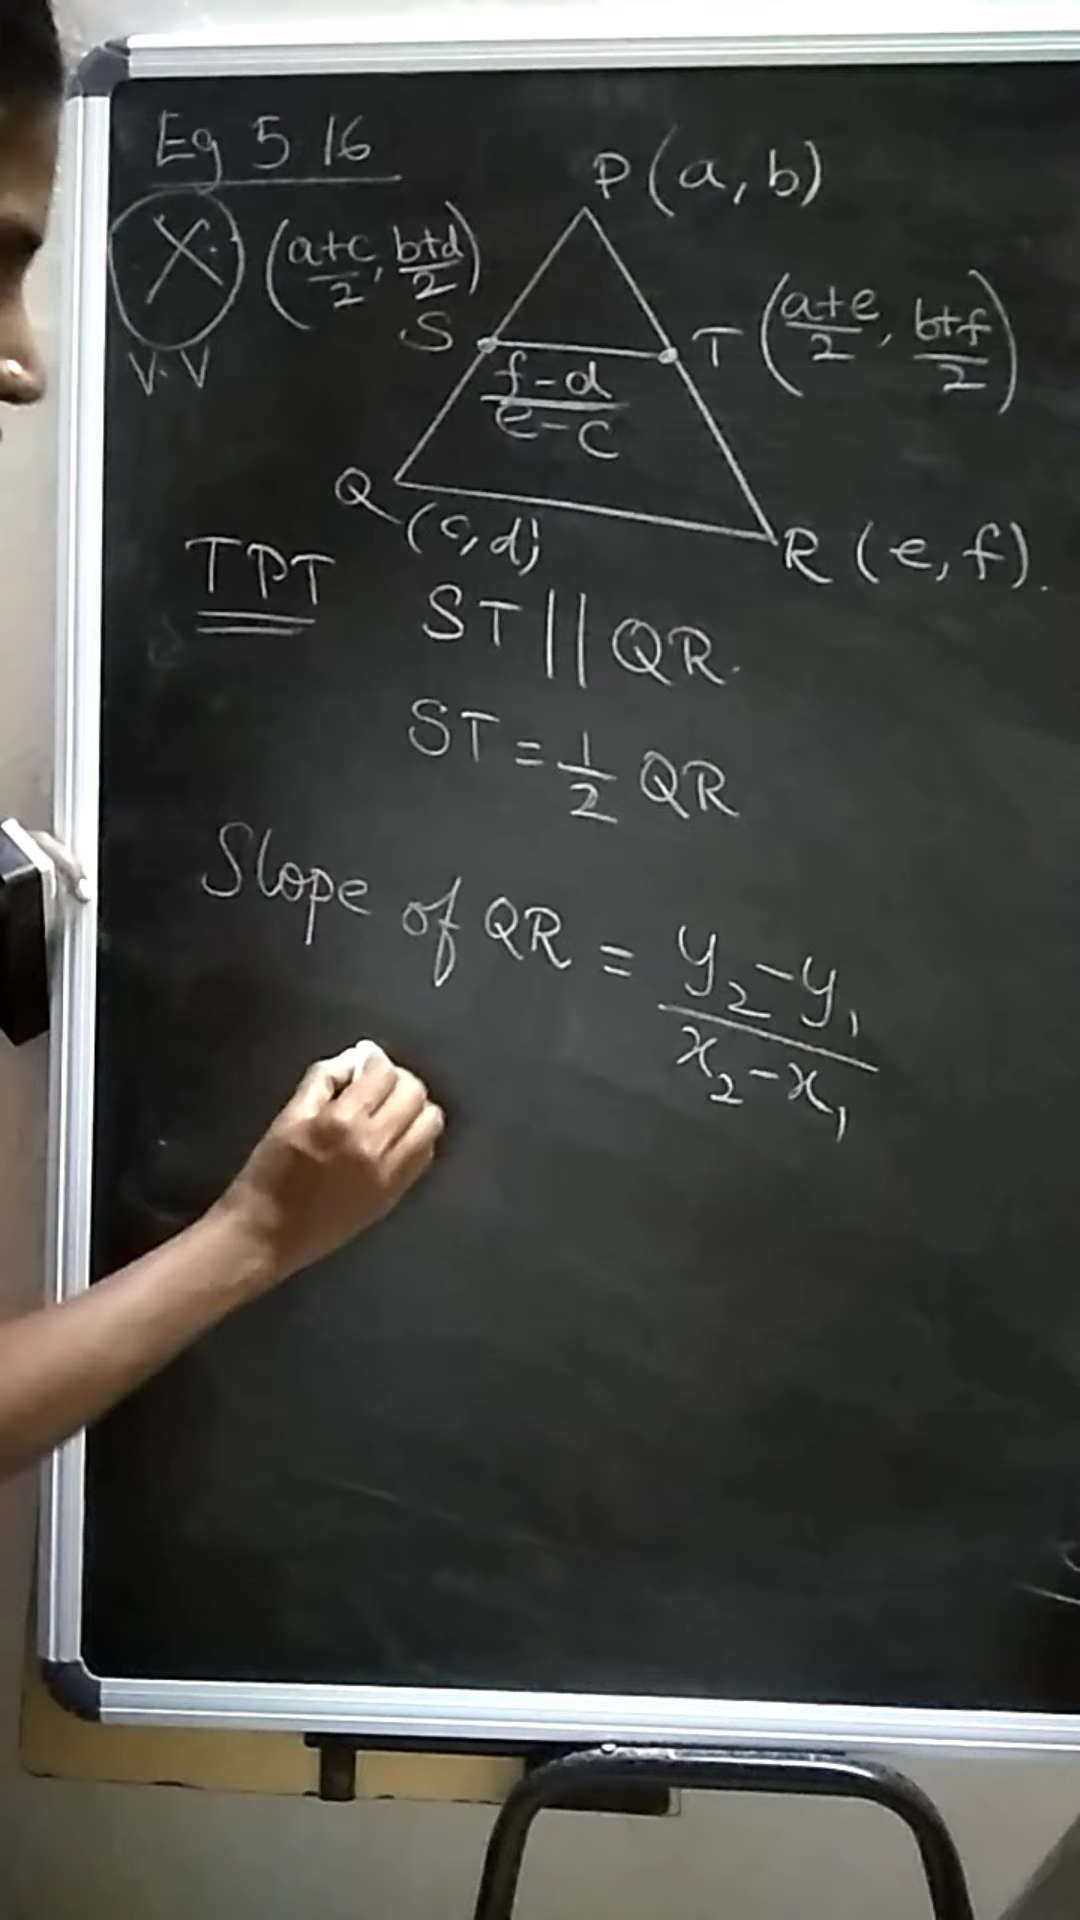 Eg 5.16
X
V.V
P(a, b)
(a+c/2, b+d/2)
S
T (a+e/2, b+f/2)
f-d/e-c
Q (c, d)
R (e, f).
TPT ST || QR.
ST = 1/2 QR
Slope of QR = y₂-y₁/x₂-x₁